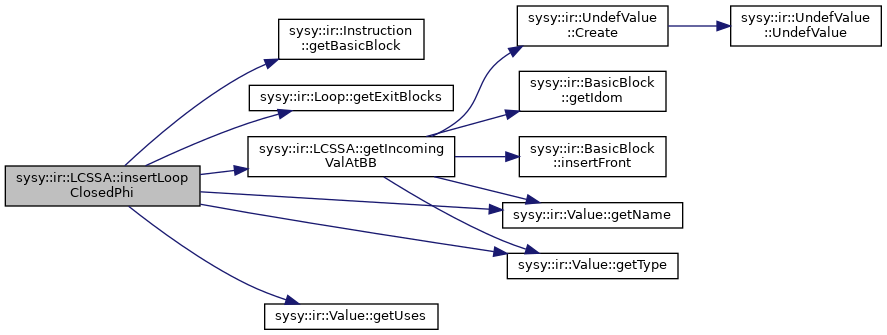 sysy::ir::LCSSA::insertLoop
ClosedPhi
sysy::ir::Instruction
::getBasicBlock
sysy::ir::Loop::getExitBlocks
sysy::ir::LCSSA::getIncoming
ValAtBB
sysy::ir::UndefValue
::Create
sysy::ir::UndefValue
::UndefValue
sysy::ir::BasicBlock
::getIdom
sysy::ir::BasicBlock
::insertFront
sysy::ir::Value::getName
sysy::ir::Value::getType
sysy::ir::Value::getUses